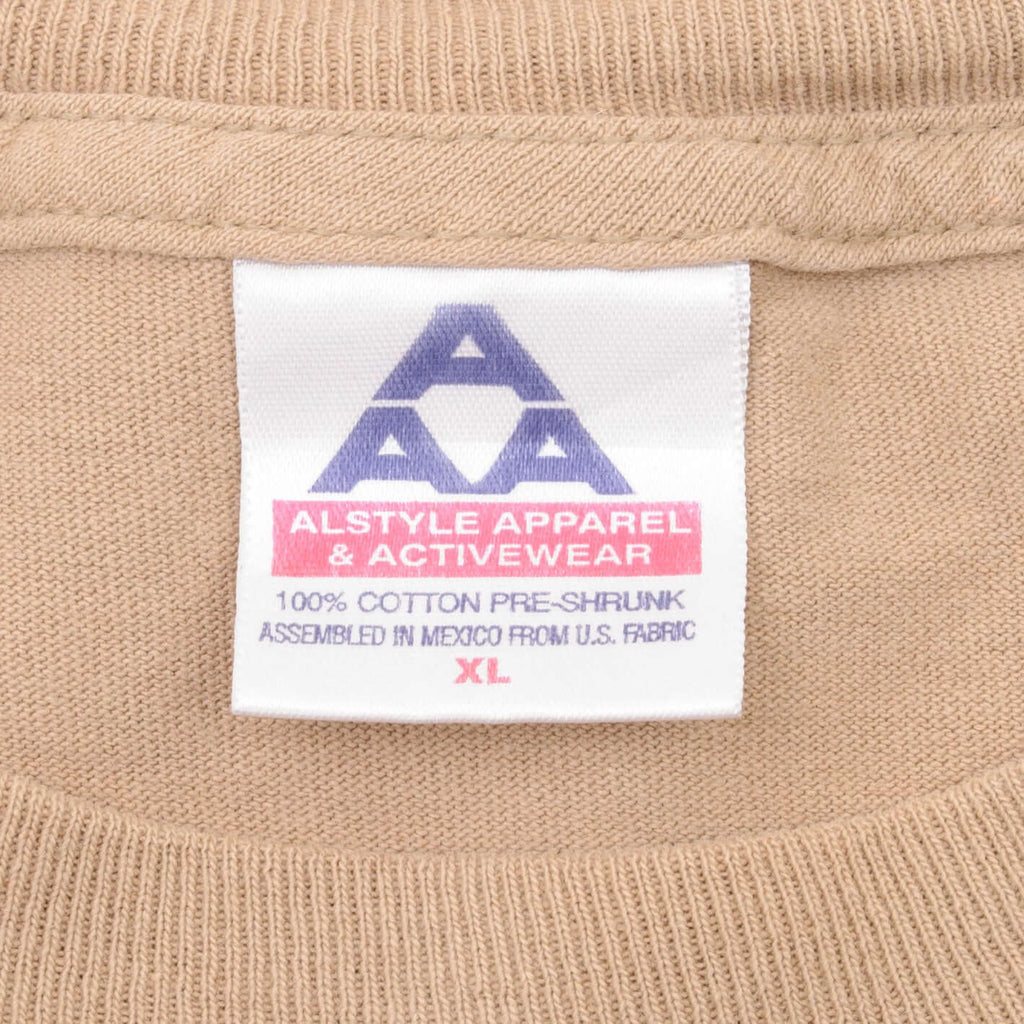 A
A A
ALSTYLE APPAREL
& ACTIVEWEAR
100% COTTON PRE-SHRUNK
ASSEMBLED IN MEXICO FROM U.S. FABRIC
XL